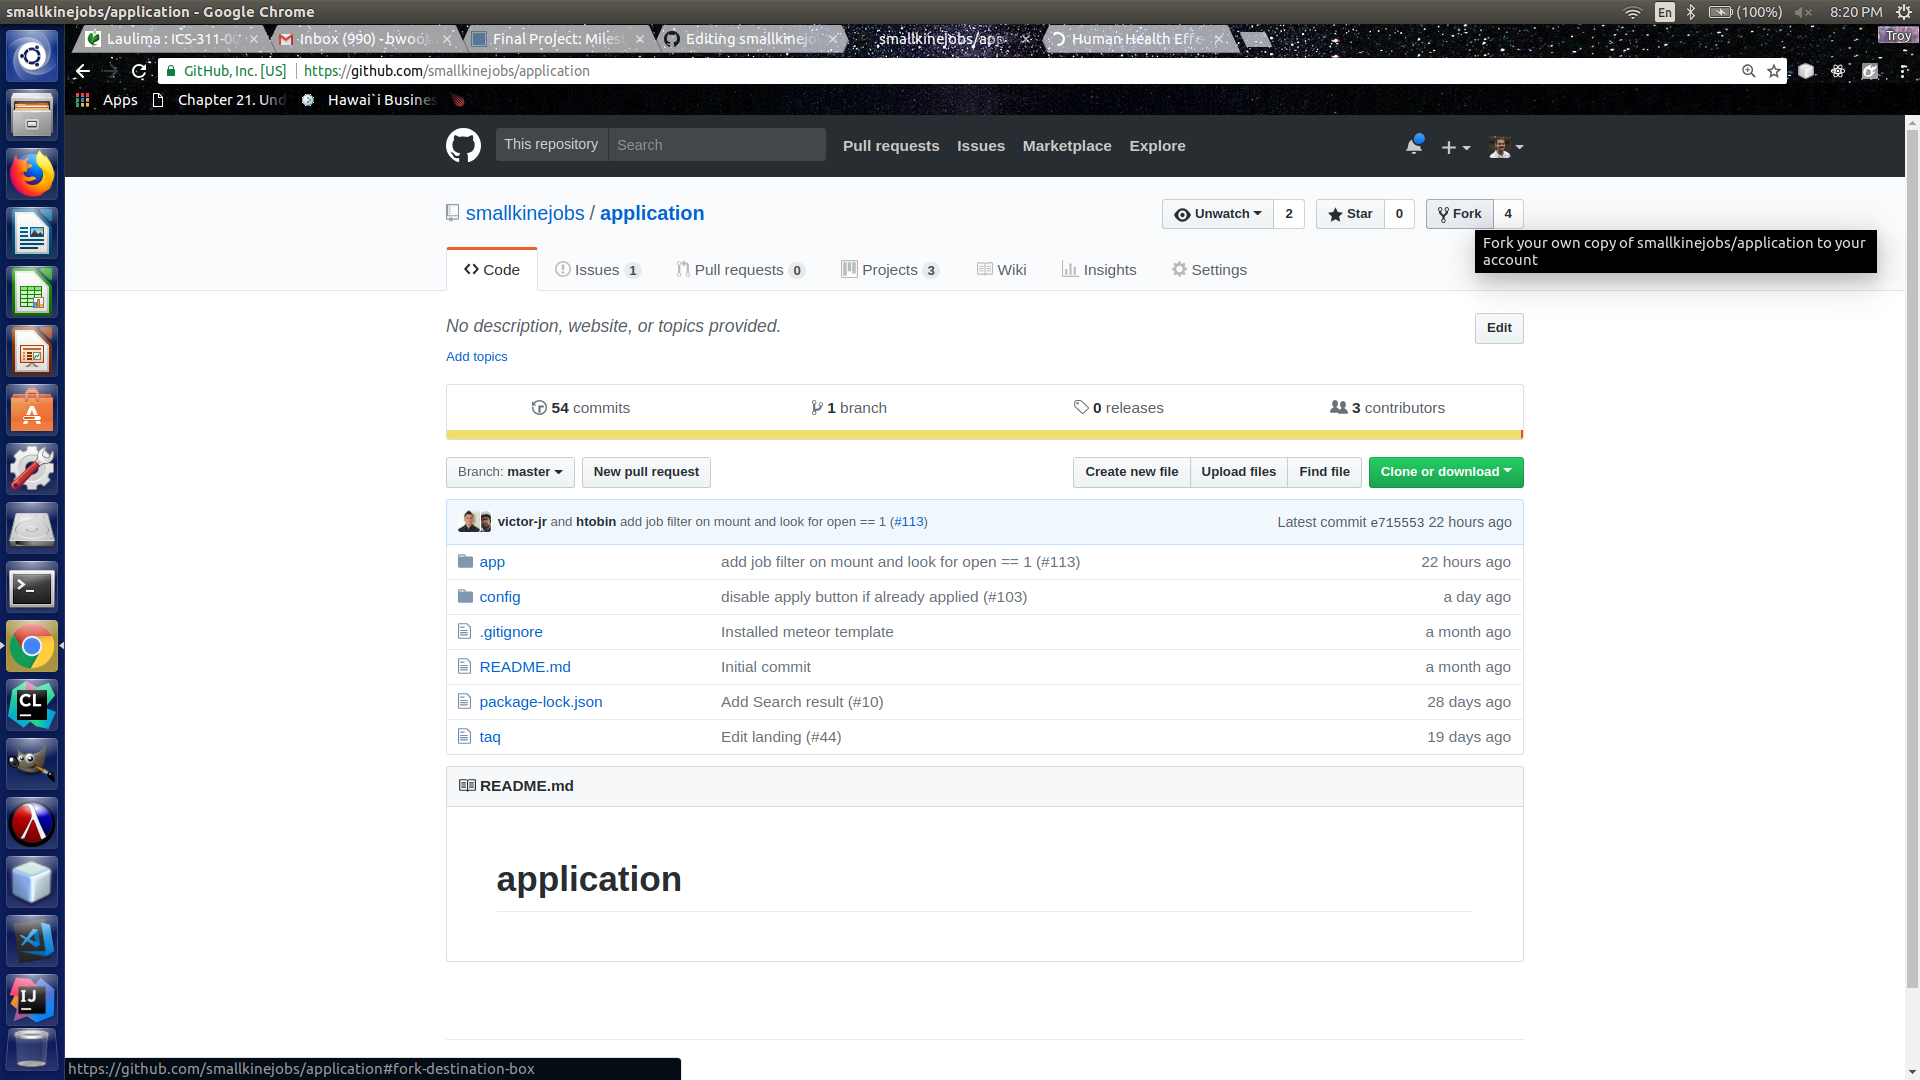 smallkinejobs/application - Google Chrome
En (100%) 8:20 PM
Laulima : ICS-311-00 Inbox (990) - bwoo Final Project: Milest Editing smallkinejo smallkinejobs/app Human Health Effe Troy
GitHub, Inc. [US] https://github.com/smallkinejobs/application
Apps Chapter 21. Und Hawai`i Busines
This repository Search Pull requests Issues Marketplace Explore
smallkinejobs / application Unwatch 2 Star 0 Fork 4
Fork your own copy of smallkinejobs/application to your
account
Code Issues 1 Pull requests 0 Projects 3 Wiki Insights Settings
No description, website, or topics provided. Edit
Add topics
54 commits 1 branch 0 releases 3 contributors
Branch: master New pull request Create new file Upload files Find file Clone or download
victor-jr and htobin add job filter on mount and look for open == 1 (#113) Latest commit e715553 22 hours ago
app add job filter on mount and look for open == 1 (#113) 22 hours ago
config disable apply button if already applied (#103) a day ago
.gitignore Installed meteor template a month ago
README.md Initial commit a month ago
package-lock.json Add Search result (#10) 28 days ago
CL
taq Edit landing (#44) 19 days ago
README.md
application
IJ
https://github.com/smallkinejobs/application#fork-destination-box